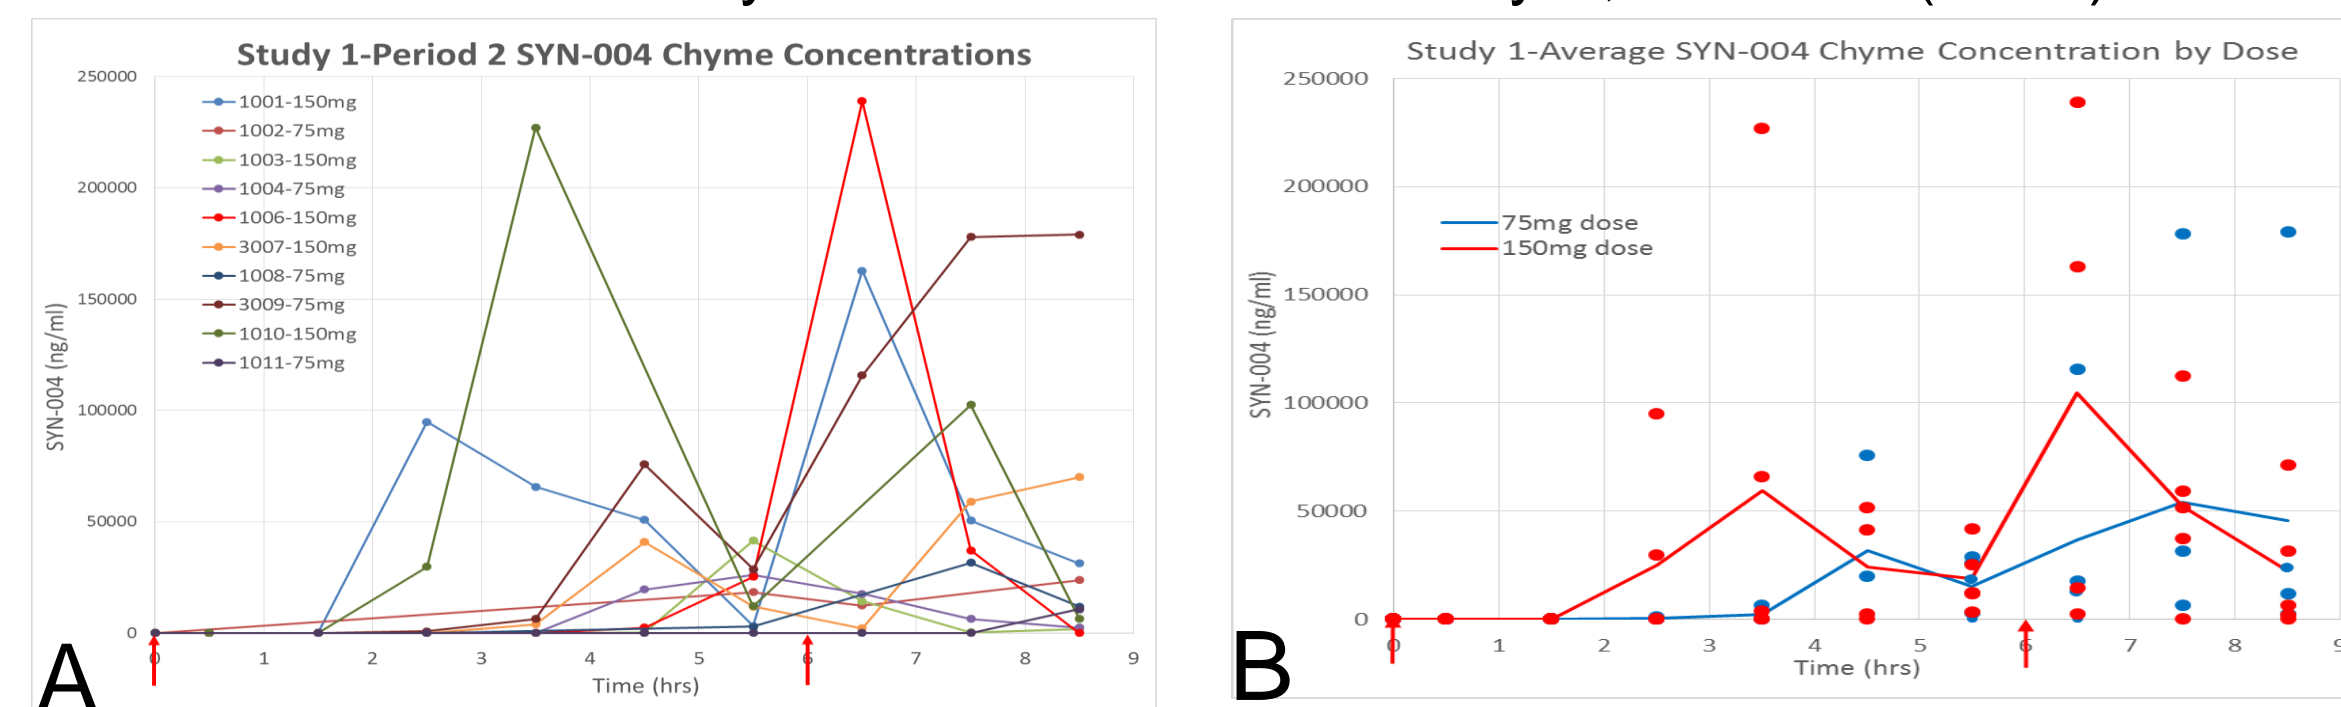 Study 1-Period 2 SYN-004 Chyme Concentrations
250000
200000
150000
100000
50000
0
SYN-004 (ng/ml)
1001-150mg
1002-75mg
1003-150mg
1004-75mg
1006-150mg
3007-150mg
1008-75mg
3009-75mg
1010-150mg
1011-75mg
0 1 2 3 4 5 6 7 8 9
Time (hrs)
A
Study 1-Average SYN-004 Chyme Concentration by Dose
250000
200000
150000
100000
50000
0
SYN-004 (ng/ml)
75mg dose
150mg dose
0 1 2 3 4 5 6 7 8 9
Time (hrs)
B